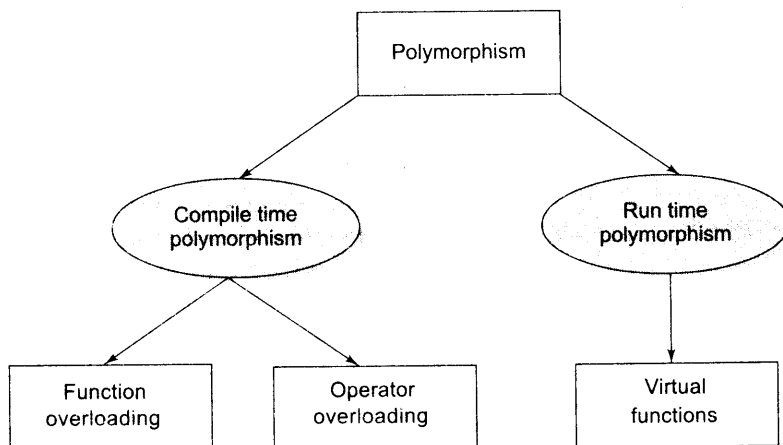 Polymorphism
Compile time
polymorphism
Run time
polymorphism
Function
overloading
Operator
overloading
Virtual
functions